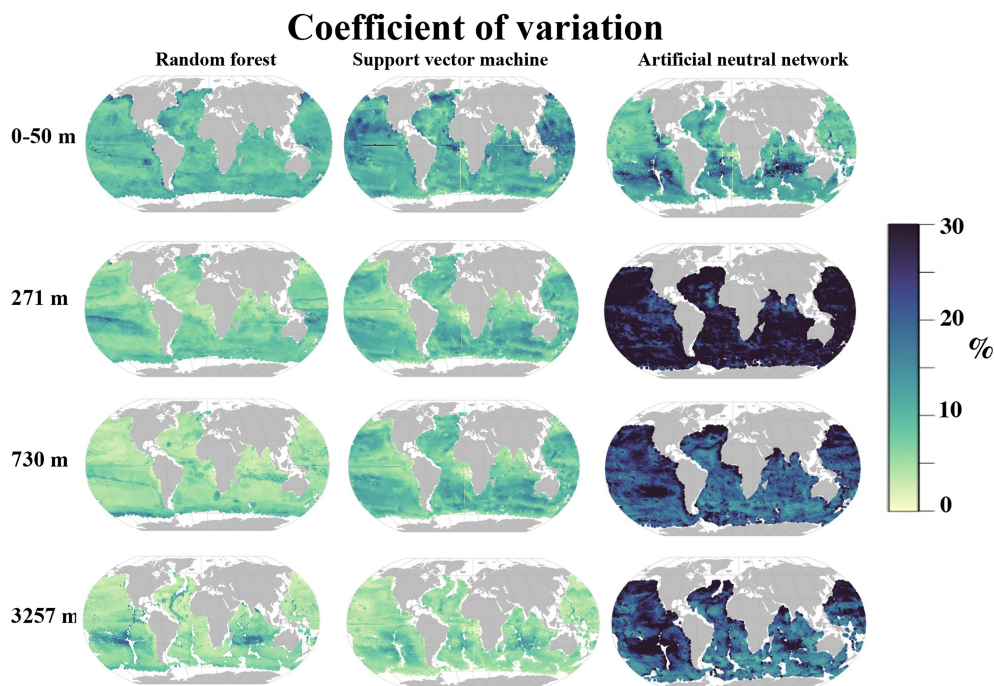 Coefficient of variation
Random forest
Support vector machine
Artificial neutral network
0-50 m
271 m
730 m
3257 m
30
20
10
0
%